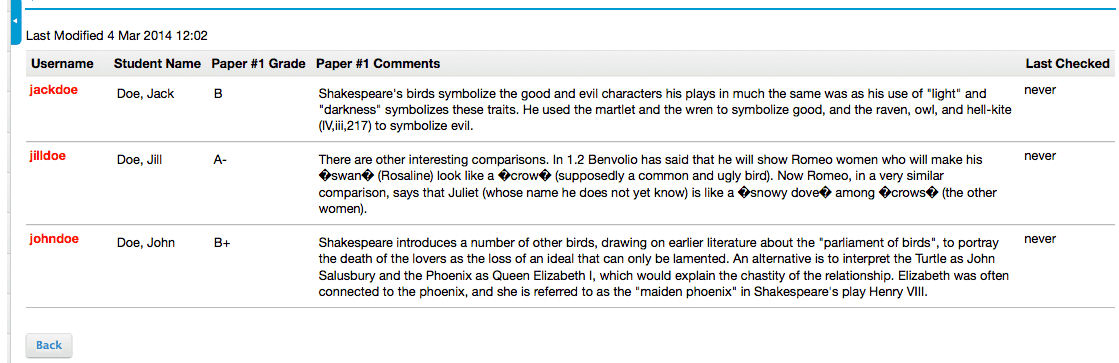 Last Modified 4 Mar 2014 12:02
Username Student Name Paper #1 Grade Paper #1 Comments Last Checked
jackdoe Doe, Jack B Shakespeare's birds symbolize the good and evil characters his plays in much the same was as his use of "light" and never
"darkness" symbolizes these traits. He used the martlet and the wren to symbolize good, and the raven, owl, and hell-kite
(IV,iii,217) to symbolize evil.
jilldoe Doe, Jill A- There are other interesting comparisons. In 1.2 Benvolio has said that he will show Romeo women who will make his never
�swan� (Rosaline) look like a �crow� (supposedly a common and ugly bird). Now Romeo, in a very similar
comparison, says that Juliet (whose name he does not yet know) is like a �snowy dove� among �crows� (the other
women).
johndoe Doe, John B+ Shakespeare introduces a number of other birds, drawing on earlier literature about the "parliament of birds", to portray never
the death of the lovers as the loss of an ideal that can only be lamented. An alternative is to interpret the Turtle as John
Salusbury and the Phoenix as Queen Elizabeth I, which would explain the chastity of the relationship. Elizabeth was often
connected to the phoenix, and she is referred to as the "maiden phoenix" in Shakespeare's play Henry VIII.
Back